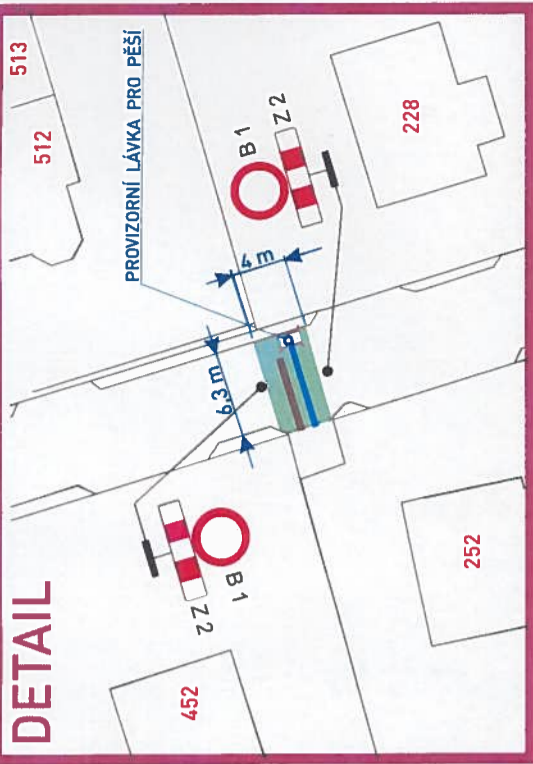 DETAIL
513
512
PROVIZORNÍ LÁVKA PRO PĚŠÍ
B 1
Z 2
228
4 m
6,3 m
B 1
Z 2
452
252